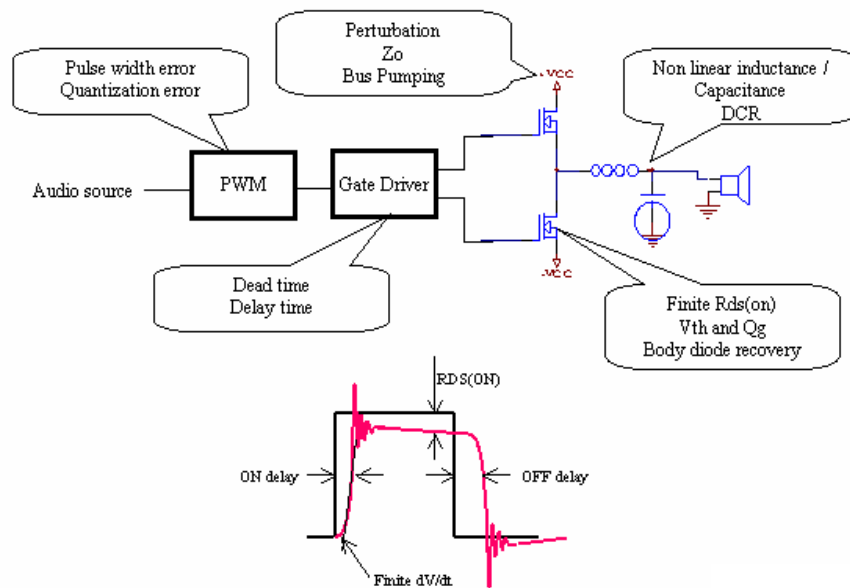 Perturbation
Zo
Bus Pumping
Pulse width error
Quantization error
+VCC
Non linear inductance /
Capacitance
DCR
Audio source
PWM
Gate Driver
-VCC
Dead time
Delay time
Finite Rds(on)
Vth and Qg
Body diode recovery
RDS(ON)
ON delay
OFF delay
Finite dV/dt